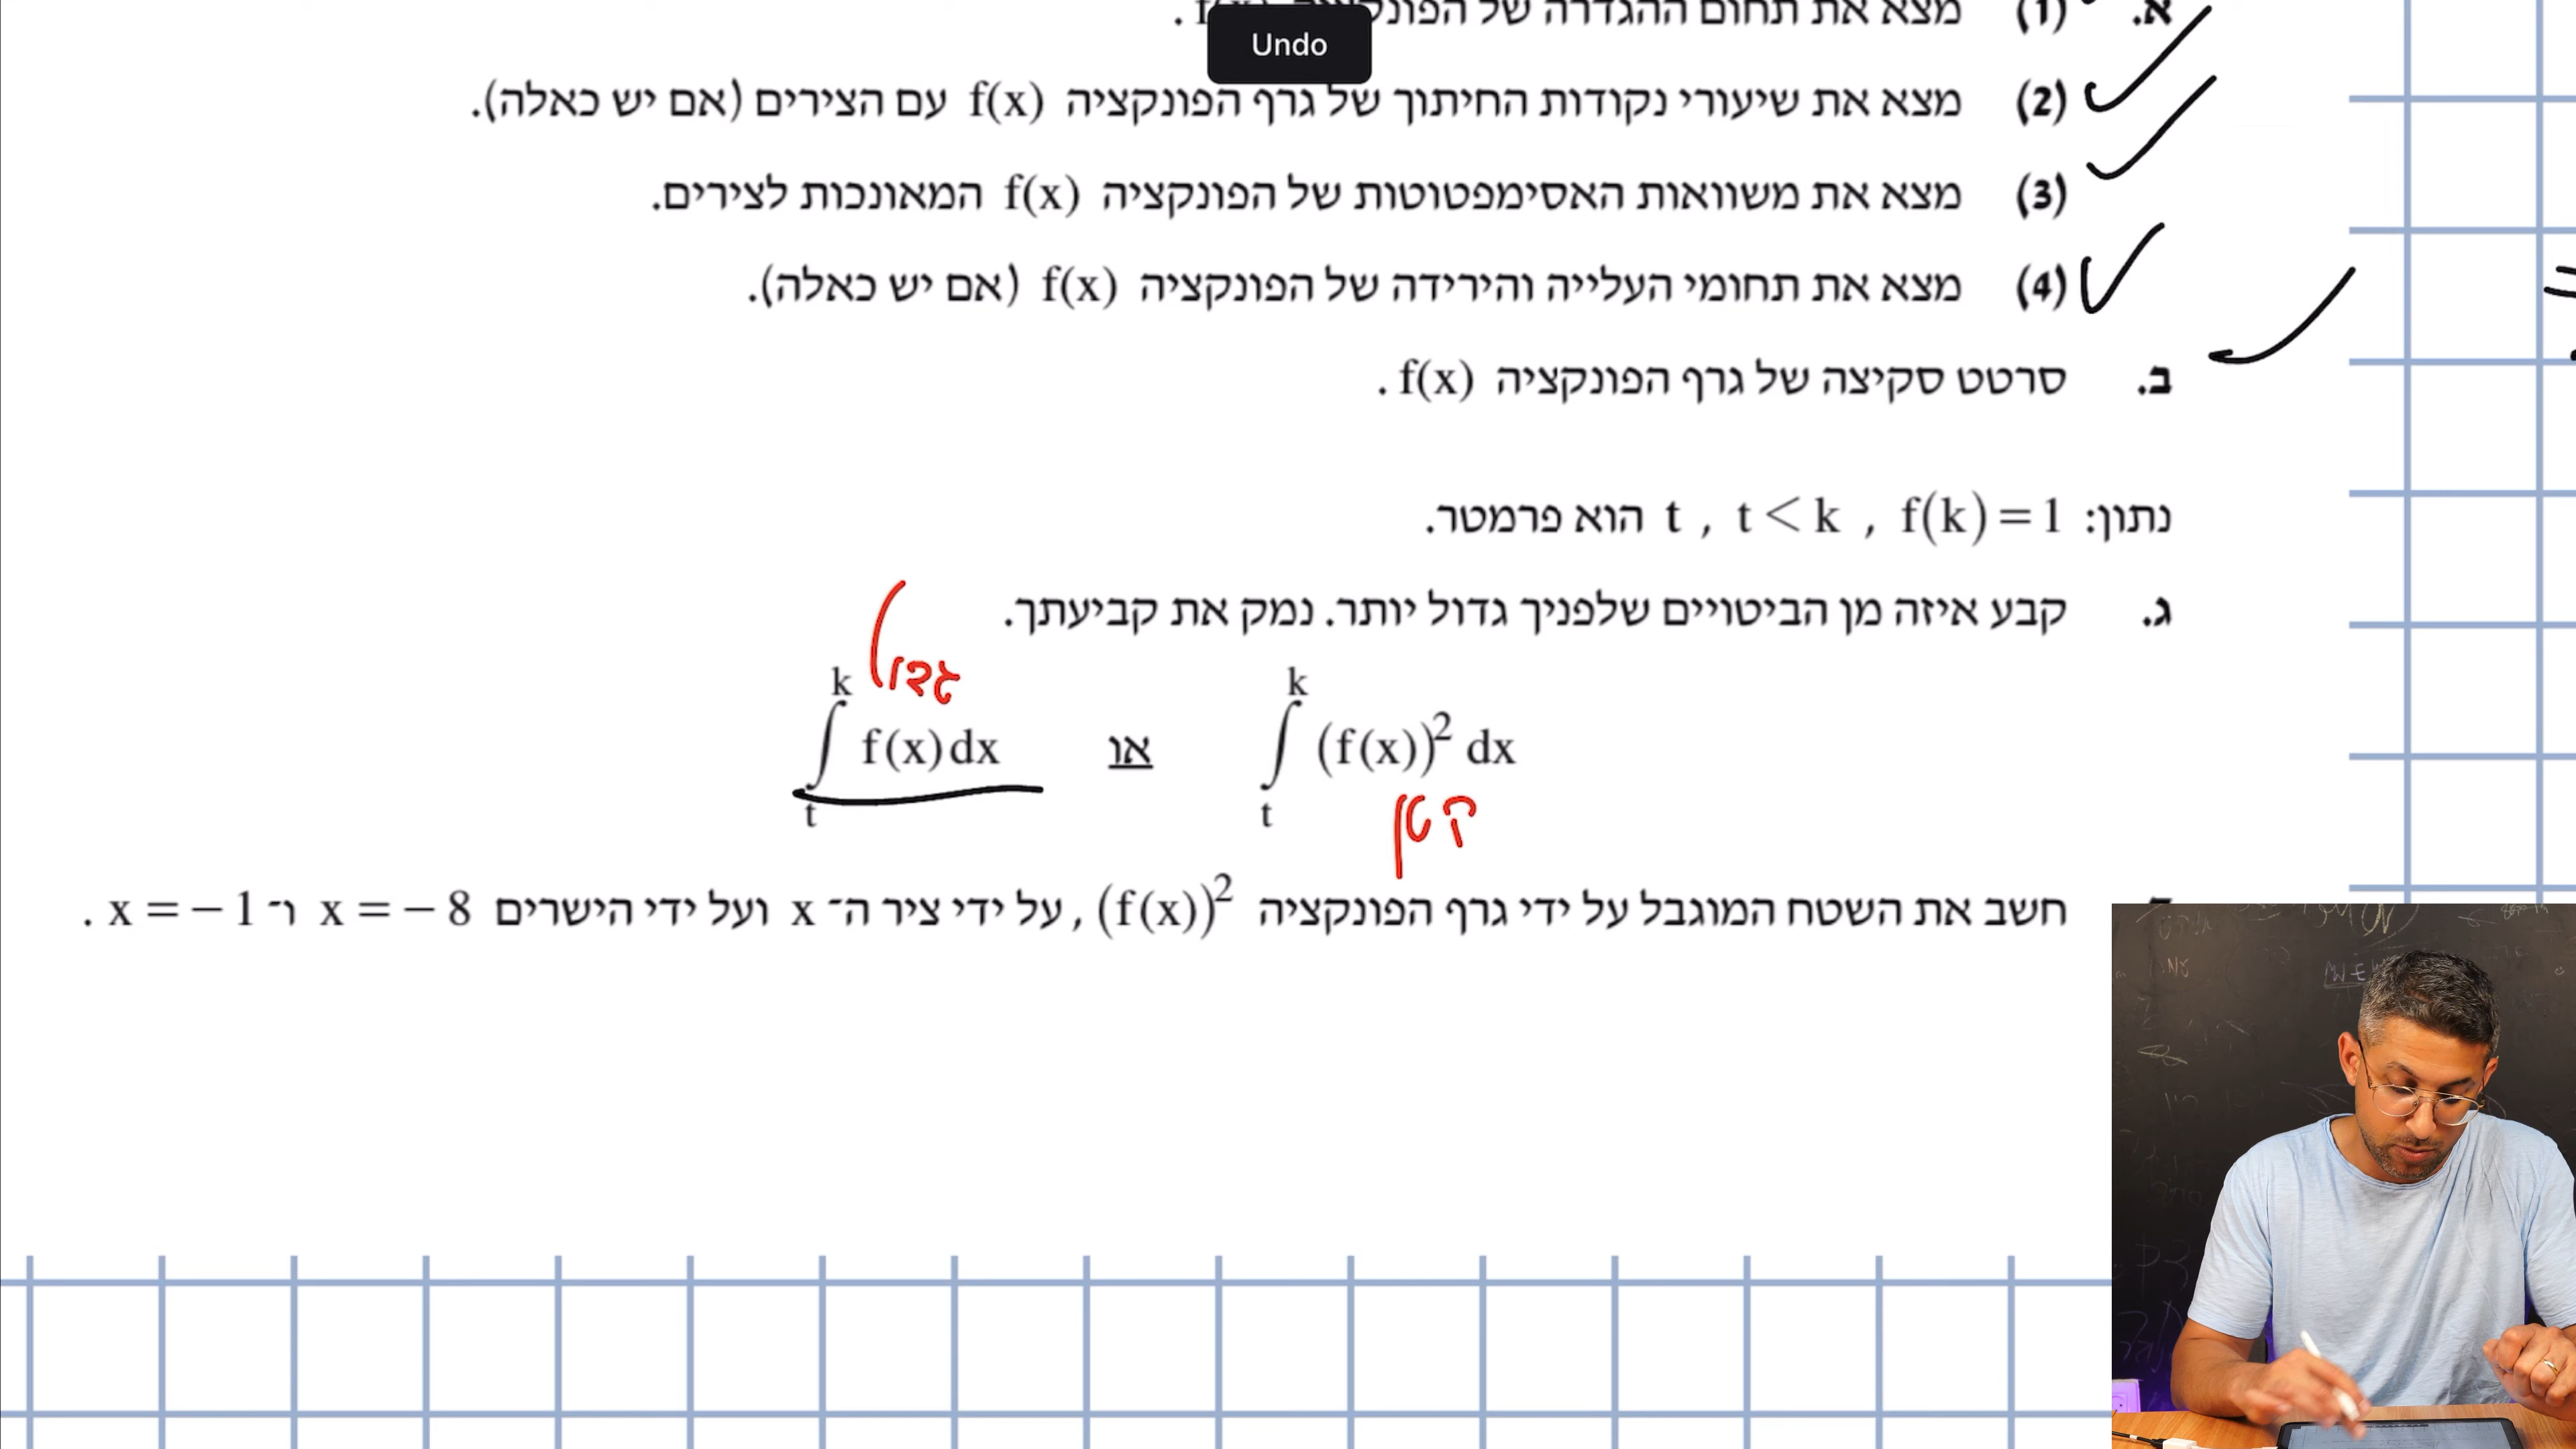 א. (1) מצא את תחום ההגדרה של הפונקציה f(x).
Undo
(2) מצא את שיעורי נקודות החיתוך של גרף הפונקציה f(x) עם הצירים (אם יש כאלה).
(3) מצא את משוואות האסימפטוטות של הפונקציה f(x) המאונכות לצירים.
(4) מצא את תחומי העלייה והירידה של הפונקציה f(x) (אם יש כאלה).
ב. סרטט סקיצה של גרף הפונקציה f(x).
נתון: f(k)=1 , t<k , t הוא פרמטר.
ג. קבע איזה מן הביטויים שלפניך גדול יותר. נמק את קביעתך.
גדול
∫ₜᵏ (f(x))² dx או ∫ₜᵏ f(x)dx
קטן
חשב את השטח המוגבל על ידי גרף הפונקציה (f(x))², על ידי ציר ה־ x ועל ידי הישרים x=−8 ו־ x=−1.